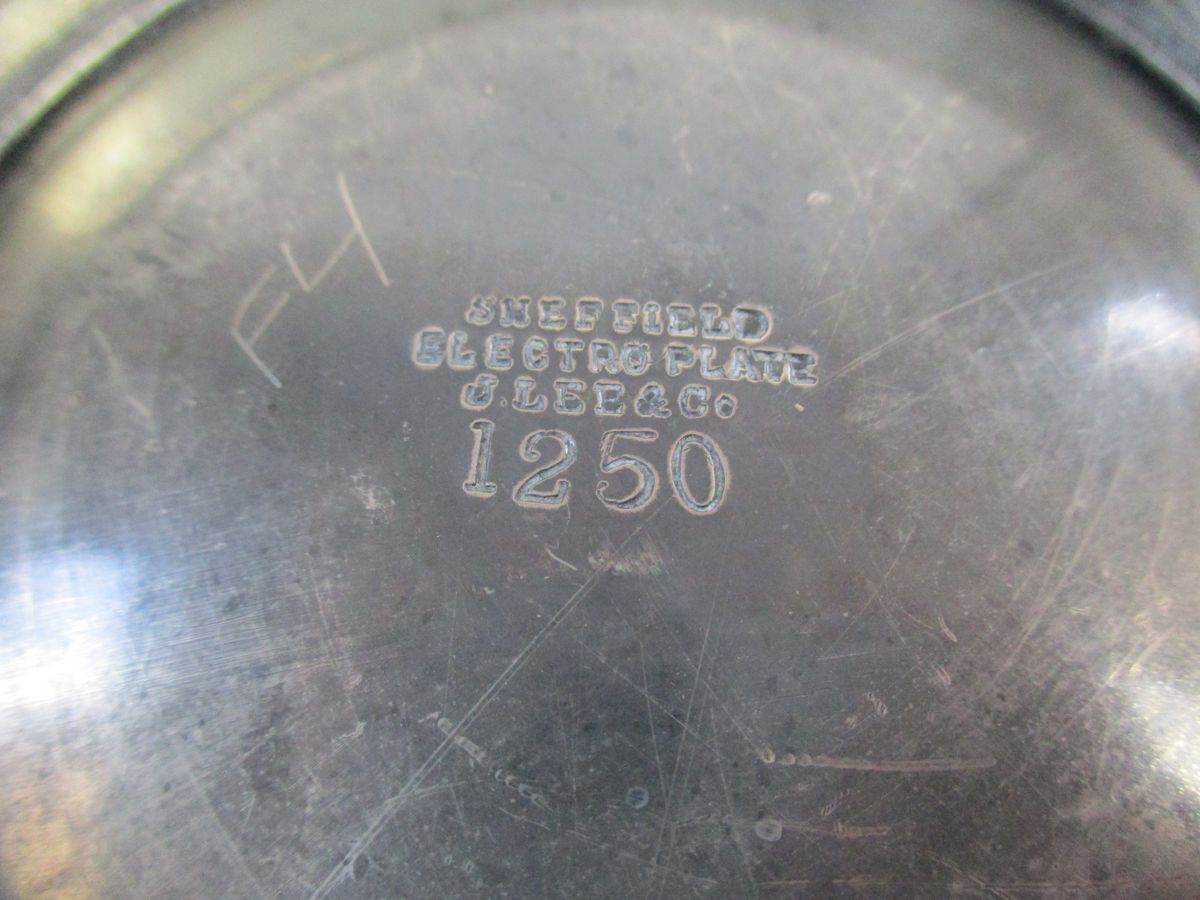 SHEFFIELD
ELECTRO PLATE
J. LEE & Co.
1250